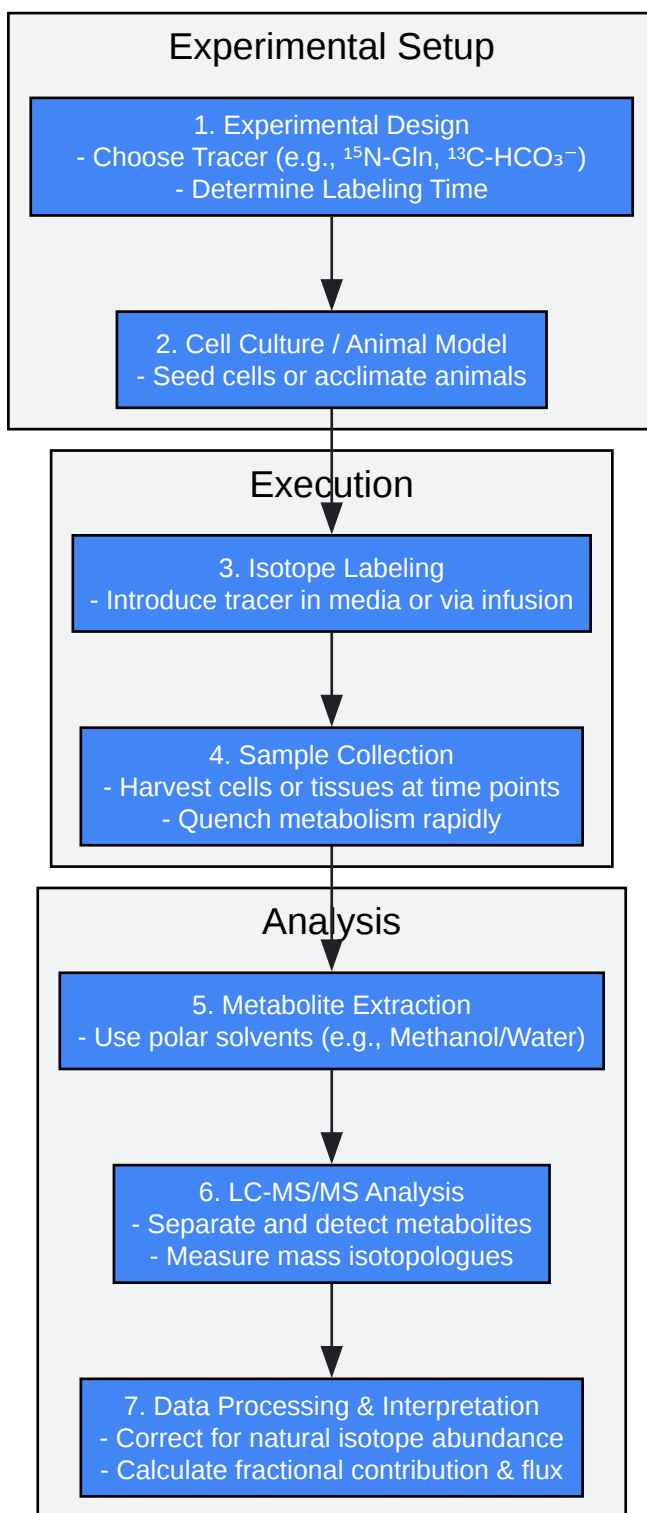 Experimental Setup
1. Experimental Design
- Choose Tracer (e.g., ¹⁵N-Gln, ¹³C-HCO₃⁻)
- Determine Labeling Time
2. Cell Culture / Animal Model
- Seed cells or acclimate animals
Execution
3. Isotope Labeling
- Introduce tracer in media or via infusion
4. Sample Collection
- Harvest cells or tissues at time points
- Quench metabolism rapidly
Analysis
5. Metabolite Extraction
- Use polar solvents (e.g., Methanol/Water)
6. LC-MS/MS Analysis
- Separate and detect metabolites
- Measure mass isotopologues
7. Data Processing & Interpretation
- Correct for natural isotope abundance
- Calculate fractional contribution & flux